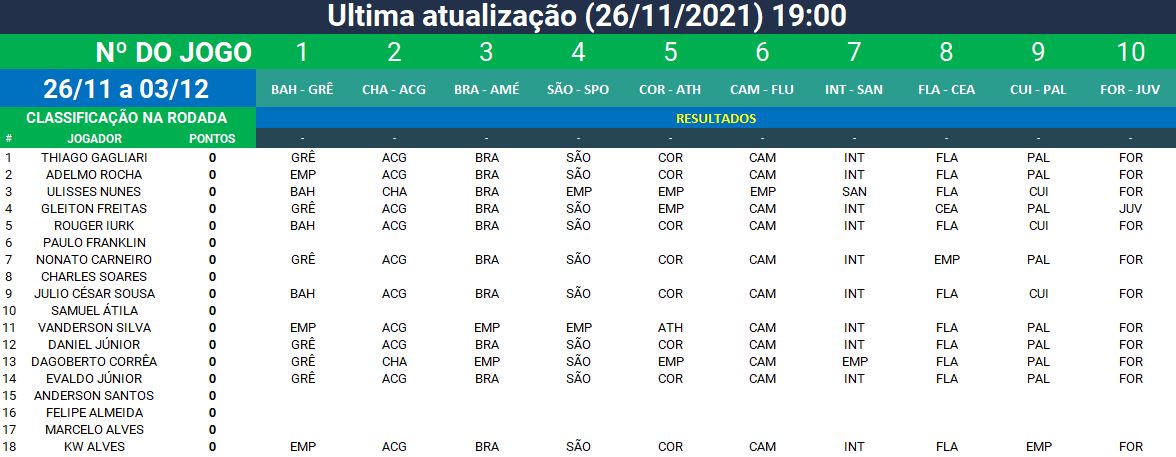 Ultima atualização (26/11/2021) 19:00
Nº DO JOGO 1 2 3 4 5 6 7 8 9 10
26/11 a 03/12 BAH - GRÊ CHA - ACG BRA - AMÉ SÃO - SPO COR - ATH CAM - FLU INT - SAN FLA - CEA CUI - PAL FOR - JUV
CLASSIFICAÇÃO NA RODADA RESULTADOS
# JOGADOR PONTOS - - - - - - - - - -
1 THIAGO GAGLIARI 0 GRÊ ACG BRA SÃO COR CAM INT FLA PAL FOR
2 ADELMO ROCHA 0 EMP ACG BRA SÃO COR CAM INT FLA PAL FOR
3 ULISSES NUNES 0 BAH CHA BRA EMP EMP EMP SAN FLA CUI FOR
4 GLEITON FREITAS 0 GRÊ ACG BRA SÃO EMP CAM INT CEA PAL JUV
5 ROUGER IURK 0 BAH ACG BRA SÃO COR CAM INT FLA CUI FOR
6 PAULO FRANKLIN 0
7 NONATO CARNEIRO 0 GRÊ ACG BRA SÃO COR CAM INT EMP PAL FOR
8 CHARLES SOARES 0
9 JULIO CÉSAR SOUSA 0 BAH ACG BRA SÃO COR CAM INT FLA CUI FOR
10 SAMUEL ÁTILA 0
11 VANDERSON SILVA 0 EMP ACG EMP EMP ATH CAM INT FLA PAL FOR
12 DANIEL JÚNIOR 0 GRÊ ACG BRA SÃO COR CAM INT FLA PAL FOR
13 DAGOBERTO CORRÊA 0 GRÊ CHA EMP SÃO EMP CAM EMP FLA PAL FOR
14 EVALDO JÚNIOR 0 GRÊ ACG BRA SÃO COR CAM INT FLA PAL FOR
15 ANDERSON SANTOS 0
16 FELIPE ALMEIDA 0
17 MARCELO ALVES 0
18 KW ALVES 0 EMP ACG BRA SÃO COR CAM INT FLA EMP FOR